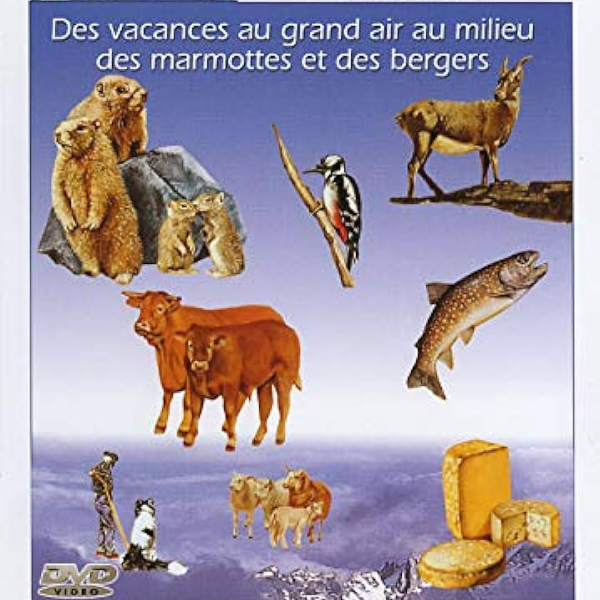 Des vacances au grand air au milieu
des marmottes et des bergers
DVD
VIDEO